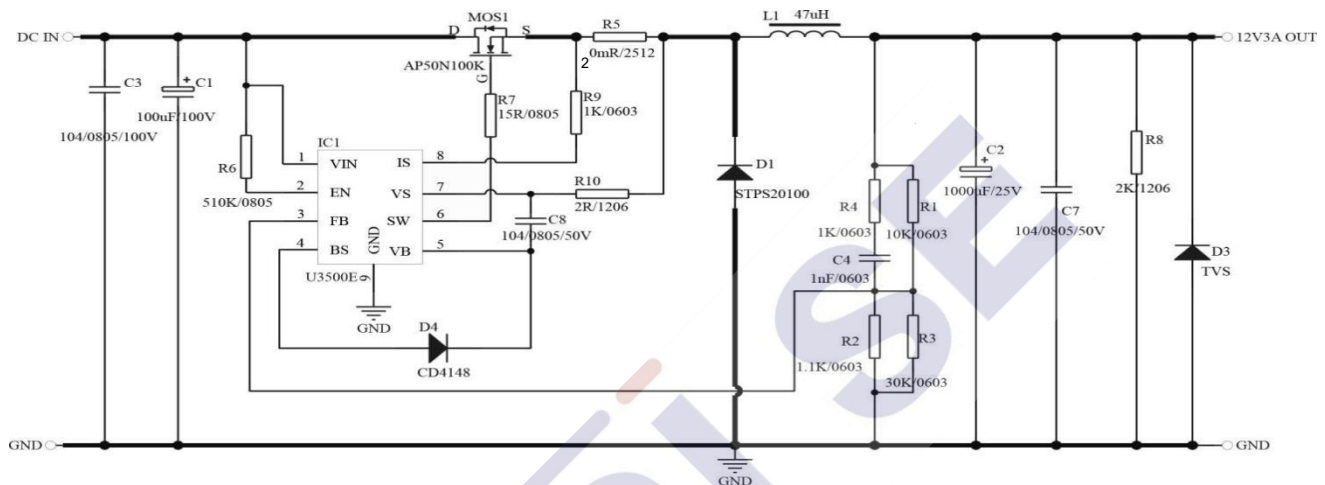 MOS1
DC IN
D
S
R5
0mR/2512
2
L1
47uH
12V3A OUT
AP50N100K
G
C3
104/0805/100V
C1
+
100uF/100V
R7
15R/0805
R9
1K/0603
R6
510K/0805
IC1
1 VIN
IS 8
2 EN
VS 7
3 FB
SW 6
4 BS
VB 5
GND
9
U3500E
GND
R10
2R/1206
C8
104/0805/50V
D4
CD4148
D1
STPS20100
R4
1K/0603
R1
10K/0603
C4
1nF/0603
R2
1.1K/0603
R3
30K/0603
C2
+
1000uF/25V
C7
104/0805/50V
R8
2K/1206
D3
TVS
GND
GND
GND